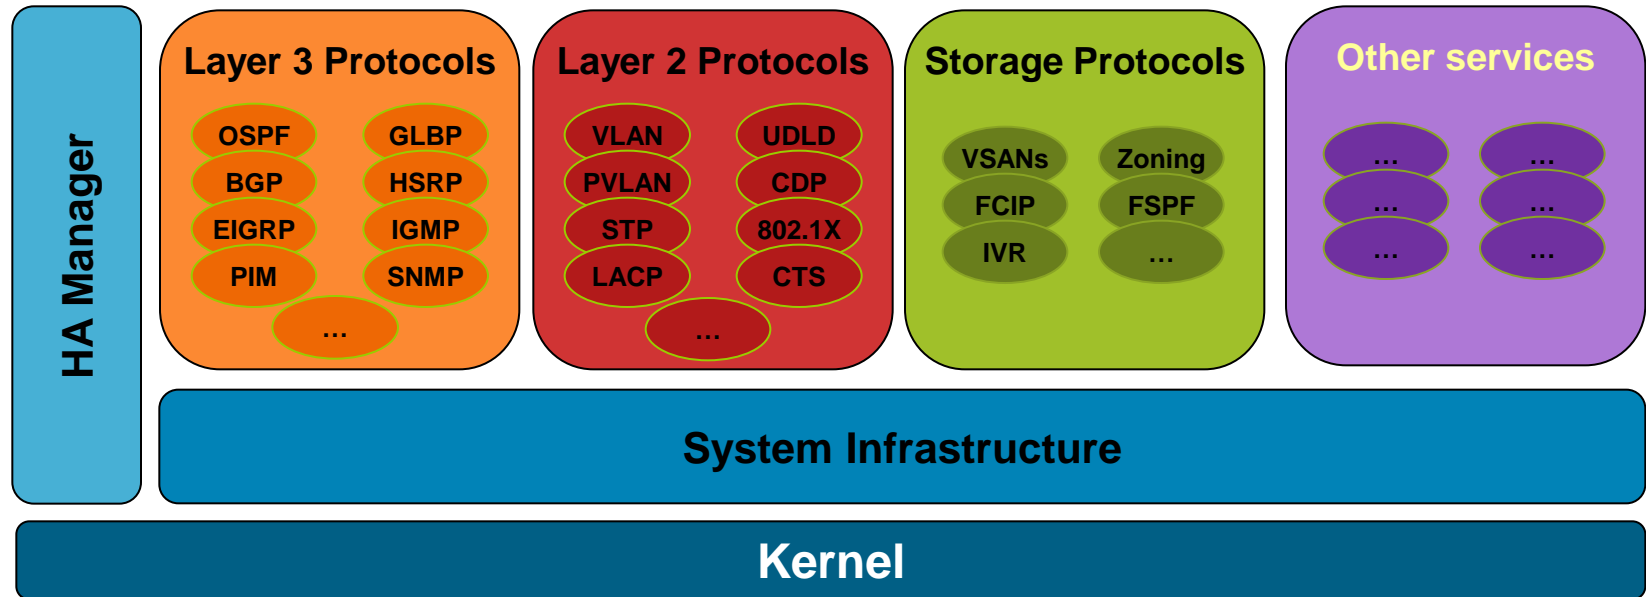 HA Manager
Layer 3 Protocols
OSPF
GLBP
BGP
HSRP
EIGRP
IGMP
PIM
SNMP
…
Layer 2 Protocols
VLAN
UDLD
PVLAN
CDP
STP
802.1X
LACP
CTS
…
Storage Protocols
VSANs
Zoning
FCIP
FSPF
IVR
…
Other services
…
…
…
…
…
…
System Infrastructure
Kernel